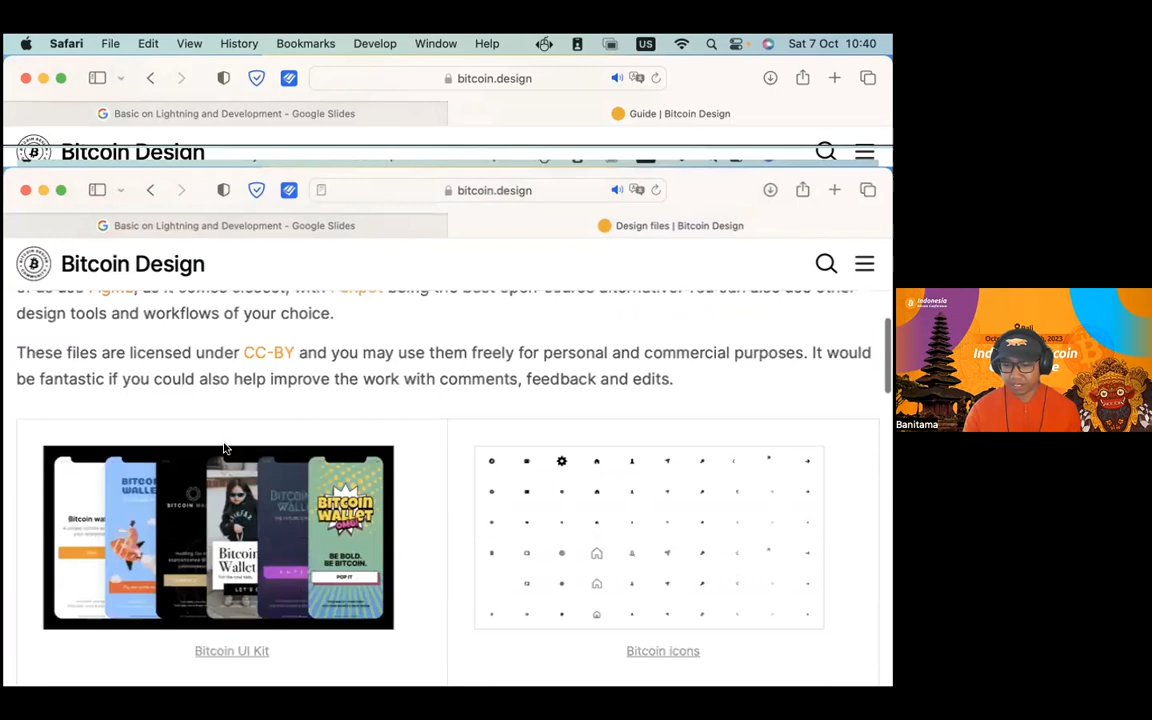 Safari File Edit View History Bookmarks Develop Window Help US Sat 7 Oct 10:40
bitcoin.design
Basic on Lightning and Development - Google Slides
Guide | Bitcoin Design
Bitcoin Design
bitcoin.design
Basic on Lightning and Development - Google Slides
Design files | Bitcoin Design
Bitcoin Design
design tools and workflows of your choice.
These files are licensed under CC-BY and you may use them freely for personal and commercial purposes. It would
be fantastic if you could also help improve the work with comments, feedback and edits.
BITCOIN
WALLET
OMG!
BE BOLD.
BE BITCOIN.
POP IT
Bitcoin
Wallet
Bitcoin UI Kit
Bitcoin icons
Indonesia
Bali
2023
Banitama